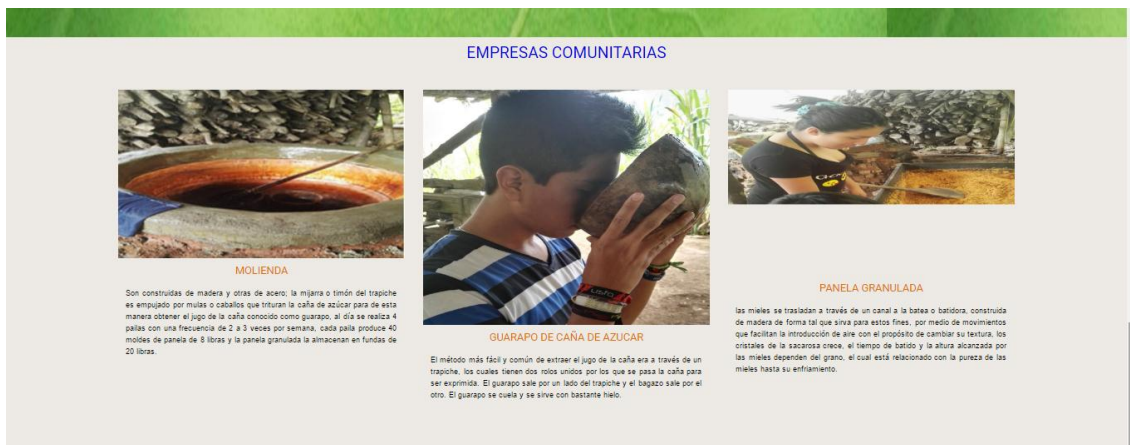 EMPRESAS COMUNITARIAS
MOLIENDA
Son construidas de madera y otras de acero; la mijarra o timón del trapiche
es empujado por mulas o caballos que trituran la caña de azúcar para de esta
manera obtener el jugo de la caña conocido como guarapo, al día se realiza 4
pailas con una frecuencia de 2 a 3 veces por semana, cada paila produce 40
moldes de panela de 8 libras y la panela granulada la almacenan en fundas de
20 libras.
GUARAPO DE CAÑA DE AZUCAR
El método más fácil y común de extraer el jugo de la caña era a través de un
trapiche, los cuales tienen dos rolos unidos por los que se pasa la caña para
ser exprimida. El guarapo sale por un lado del trapiche y el bagazo sale por el
otro. El guarapo se cuela y se sirve con bastante hielo.
PANELA GRANULADA
las mieles se trasladan a través de un canal a la batea o batidora, construida
de madera de forma tal que sirva para estos fines, por medio de movimientos
que facilitan la introducción de aire con el propósito de cambiar su textura, los
cristales de la sacarosa crece, el tiempo de batido y la altura alcanzada por
las mieles dependen del grano, el cual está relacionado con la pureza de las
mieles hasta su enfriamiento.